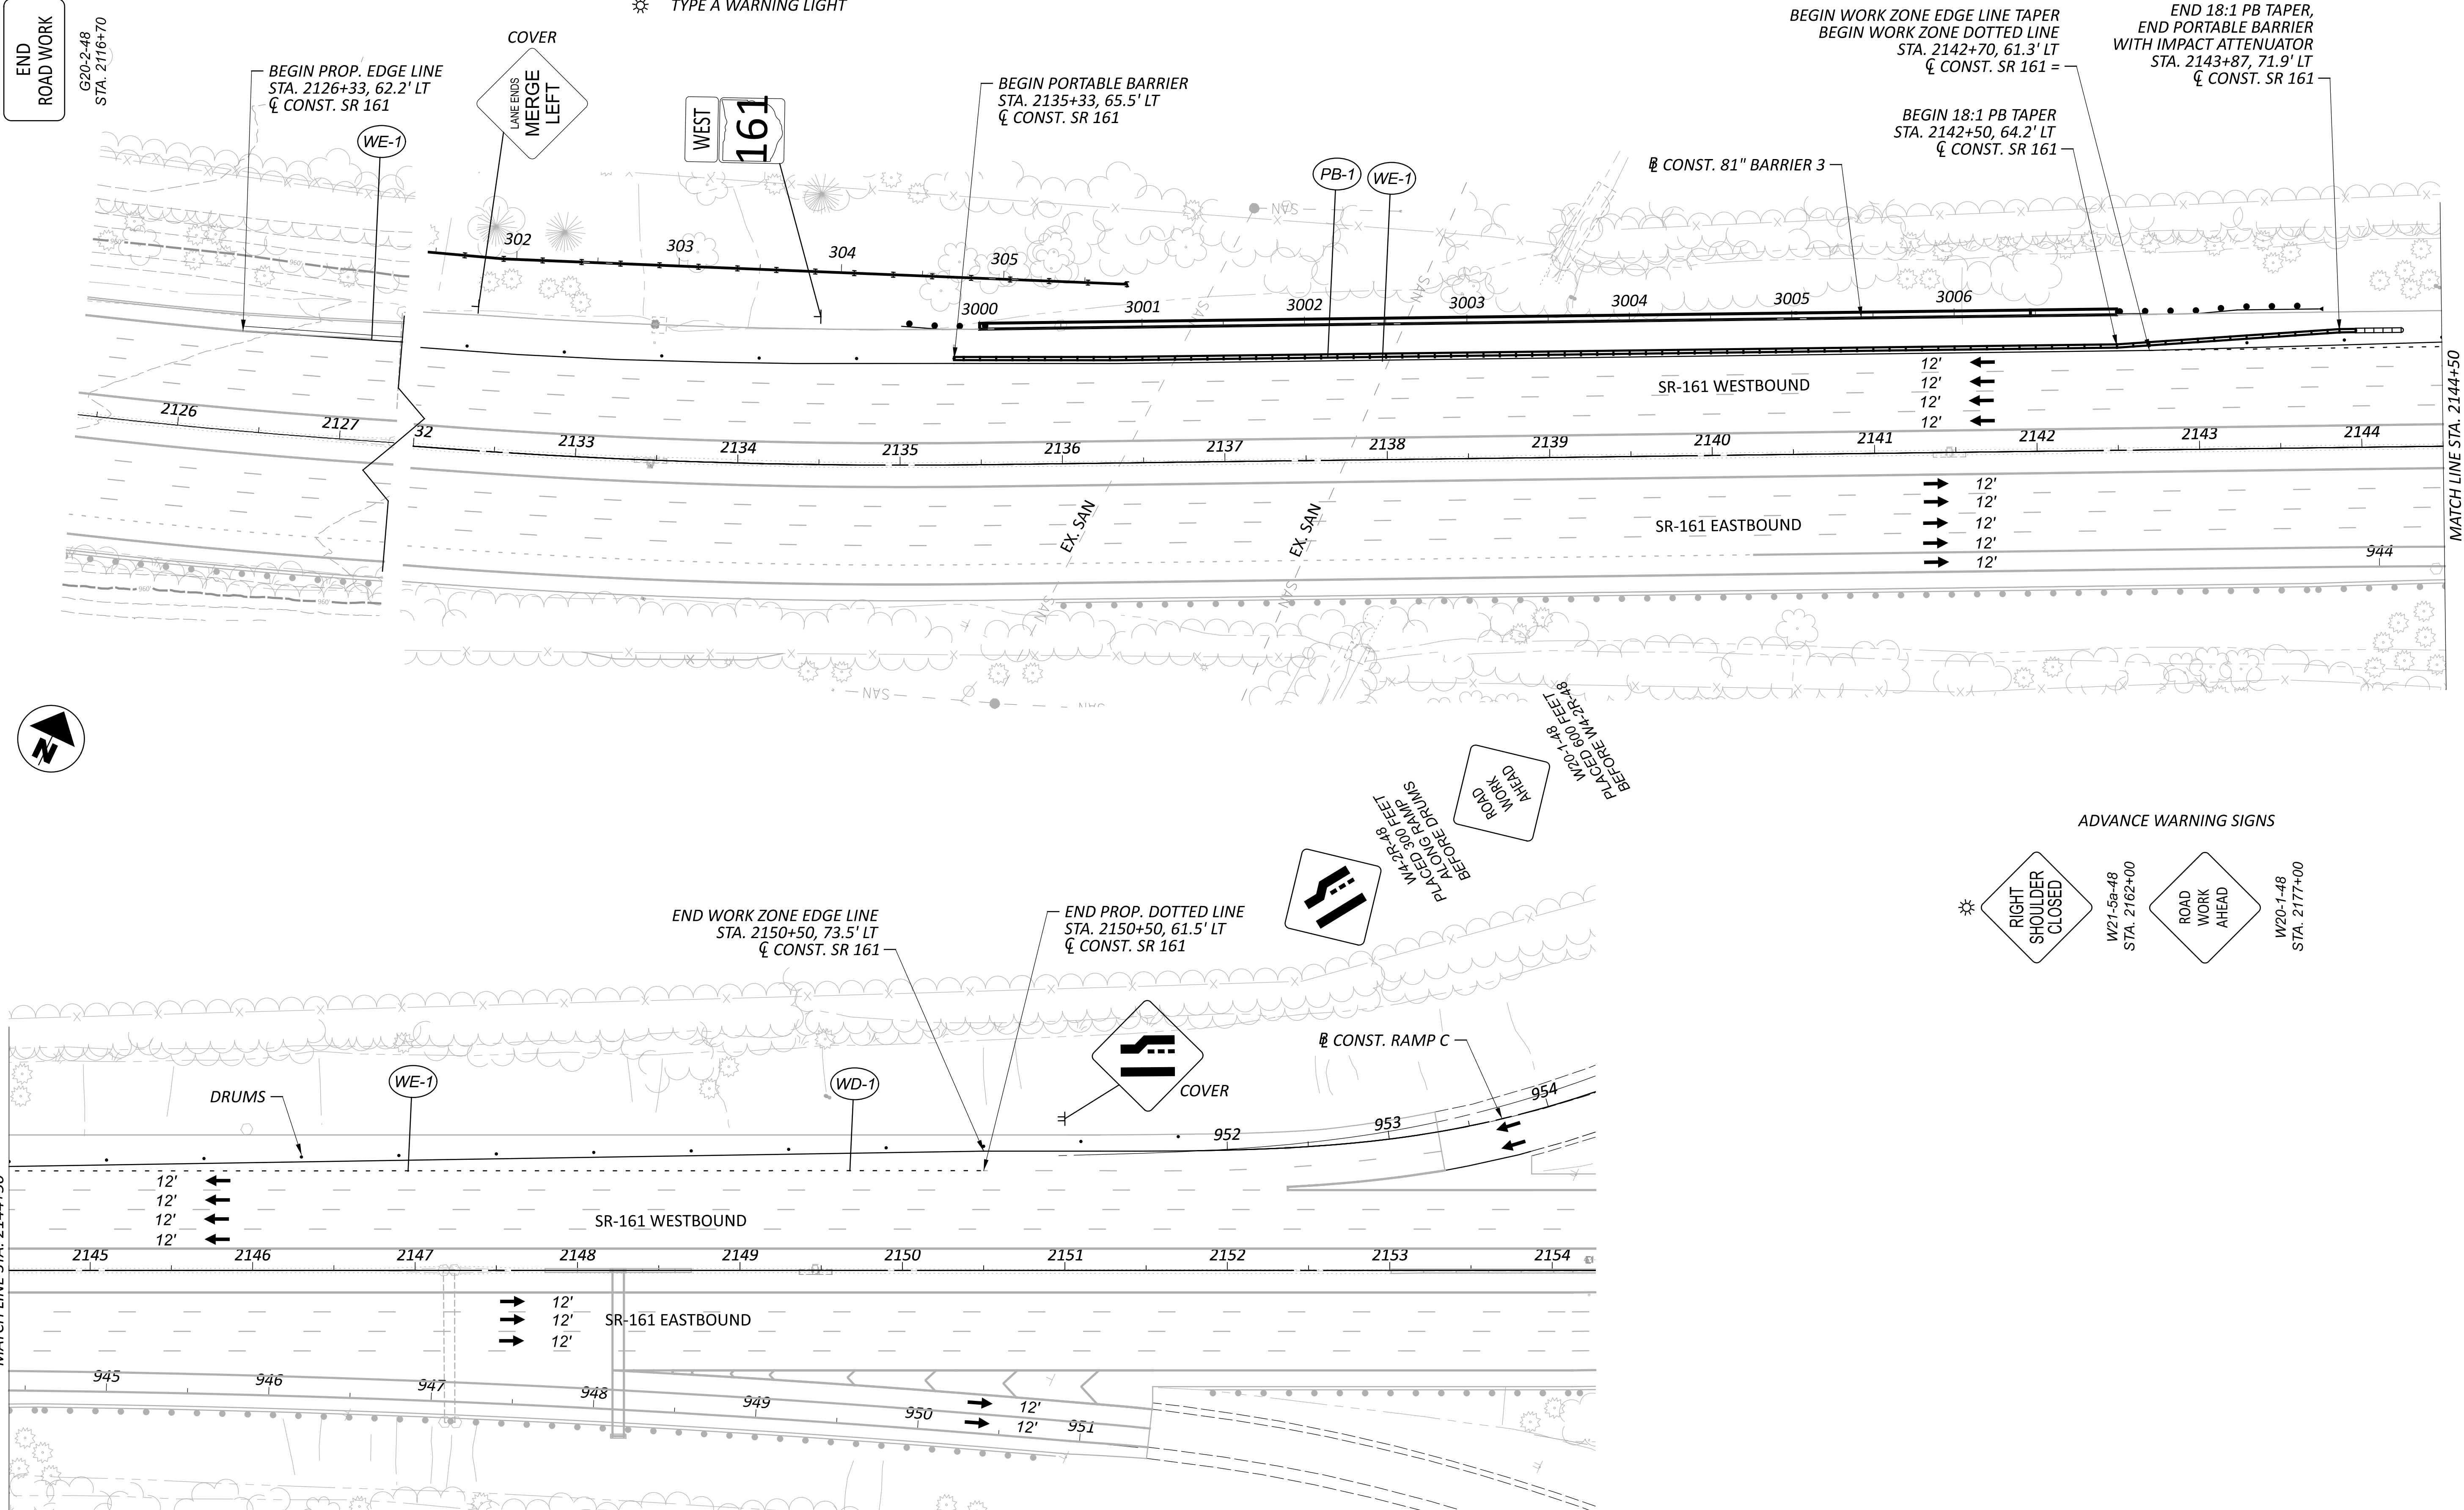 TYPE A WARNING LIGHT
END
ROAD WORK
G20-2-48
STA. 2116+70
BEGIN PROP. EDGE LINE
STA. 2126+33, 62.2' LT
℄ CONST. SR 161
WE-1
COVER
LANE ENDS
MERGE
LEFT
WEST
161
BEGIN PORTABLE BARRIER
STA. 2135+33, 65.5' LT
℄ CONST. SR 161
PB-1
WE-1
CONST. 81" BARRIER 3
BEGIN WORK ZONE EDGE LINE TAPER
BEGIN WORK ZONE DOTTED LINE
STA. 2142+70, 61.3' LT
℄ CONST. SR 161 =
BEGIN 18:1 PB TAPER
STA. 2142+50, 64.2' LT
℄ CONST. SR 161
END 18:1 PB TAPER,
END PORTABLE BARRIER
WITH IMPACT ATTENUATOR
STA. 2143+87, 71.9' LT
℄ CONST. SR 161
960
960
SAN
SAN
SAN
302
303
304
305
3000
3001
3002
3003
3004
3005
3006
12'
12'
12'
12'
SR-161 WESTBOUND
2126
2127
32
2133
2134
2135
2136
2137
2138
2139
2140
2141
2142
2143
2144
MATCH LINE STA. 2144+50
EX. SAN
EX. SAN
SR-161 EASTBOUND
12'
12'
12'
12'
12'
944
960
960
SAN
SAN
SAN
N
W20-1-48
PLACED 600 FEET
BEFORE W4-2R-48
ROAD
WORK
AHEAD
W4-2R-48
PLACED 300 FEET
ALONG RAMP
BEFORE DRUMS
ADVANCE WARNING SIGNS
RIGHT
SHOULDER
CLOSED
W21-5a-48
STA. 2162+00
ROAD
WORK
AHEAD
W20-1-48
STA. 2177+00
END WORK ZONE EDGE LINE
STA. 2150+50, 73.5' LT
℄ CONST. SR 161
END PROP. DOTTED LINE
STA. 2150+50, 61.5' LT
℄ CONST. SR 161
COVER
CONST. RAMP C
DRUMS
WE-1
WD-1
952
953
954
12'
12'
12'
12'
SR-161 WESTBOUND
2145
2146
2147
2148
2149
2150
2151
2152
2153
2154
12'
12'
12'
SR-161 EASTBOUND
945
946
947
948
949
950
951
12'
12'